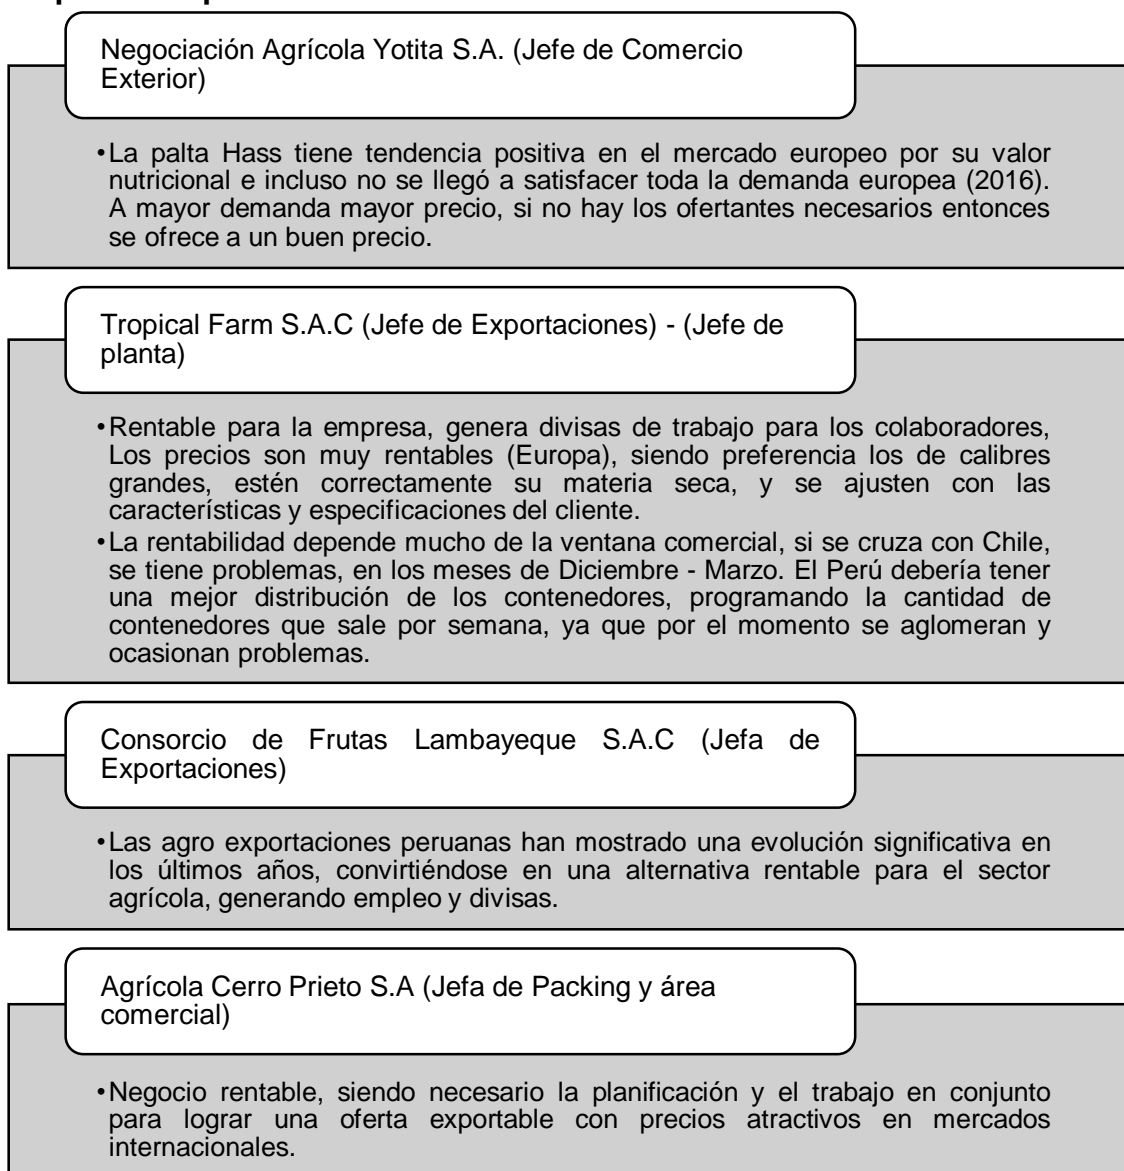 Negociación Agrícola Yotita S.A. (Jefe de Comercio
Exterior)
•La palta Hass tiene tendencia positiva en el mercado europeo por su valor
nutricional e incluso no se llegó a satisfacer toda la demanda europea (2016).
A mayor demanda mayor precio, si no hay los ofertantes necesarios entonces
se ofrece a un buen precio.
Tropical Farm S.A.C (Jefe de Exportaciones) - (Jefe de
planta)
•Rentable para la empresa, genera divisas de trabajo para los colaboradores,
Los precios son muy rentables (Europa), siendo preferencia los de calibres
grandes, estén correctamente su materia seca, y se ajusten con las
características y especificaciones del cliente.
•La rentabilidad depende mucho de la ventana comercial, si se cruza con Chile,
se tiene problemas, en los meses de Diciembre - Marzo. El Perú debería tener
una mejor distribución de los contenedores, programando la cantidad de
contenedores que sale por semana, ya que por el momento se aglomeran y
ocasionan problemas.
Consorcio de Frutas Lambayeque S.A.C (Jefa de
Exportaciones)
•Las agro exportaciones peruanas han mostrado una evolución significativa en
los últimos años, convirtiéndose en una alternativa rentable para el sector
agrícola, generando empleo y divisas.
Agrícola Cerro Prieto S.A (Jefa de Packing y área
comercial)
•Negocio rentable, siendo necesario la planificación y el trabajo en conjunto
para lograr una oferta exportable con precios atractivos en mercados
internacionales.